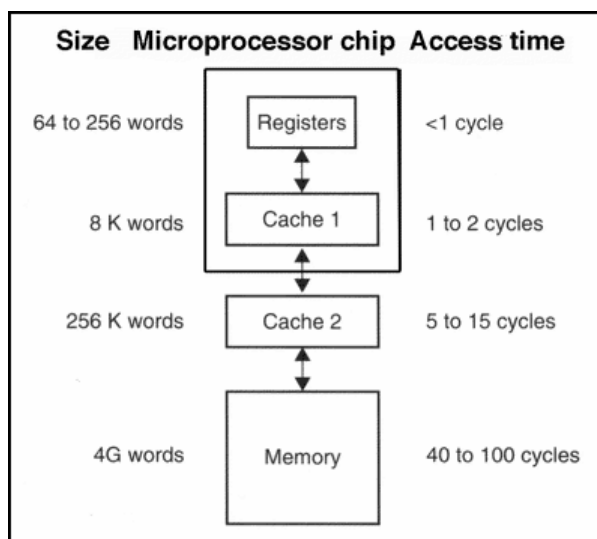 Size Microprocessor chip Access time
64 to 256 words Registers <1 cycle
8 K words Cache 1 1 to 2 cycles
256 K words Cache 2 5 to 15 cycles
4G words Memory 40 to 100 cycles